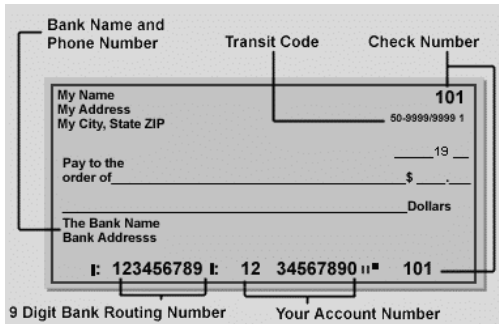 Bank Name and
Phone Number
Transit Code
Check Number
My Name
101
My Address
50-9999/9999 1
My City, State ZIP
19
Pay to the
order of $ .
Dollars
The Bank Name
Bank Addresss
⑆ 123456789 ⑆ 12 34567890 ⑈ 101
9 Digit Bank Routing Number
Your Account Number